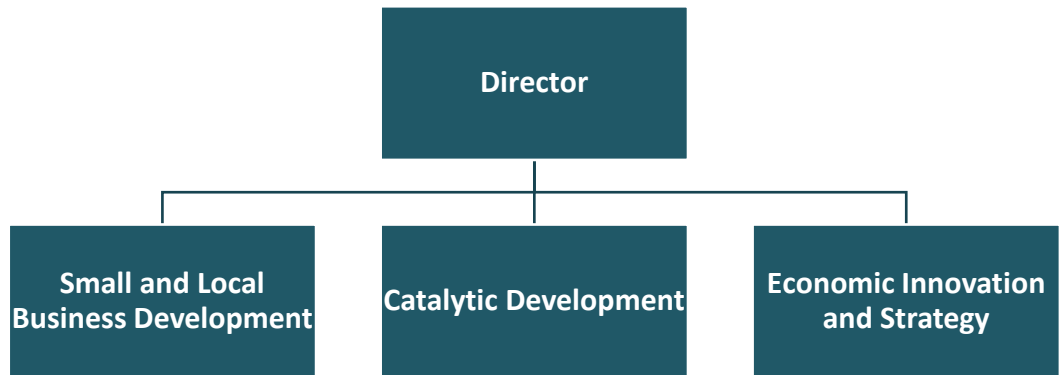 Director
Small and Local
Business Development
Catalytic Development
Economic Innovation
and Strategy